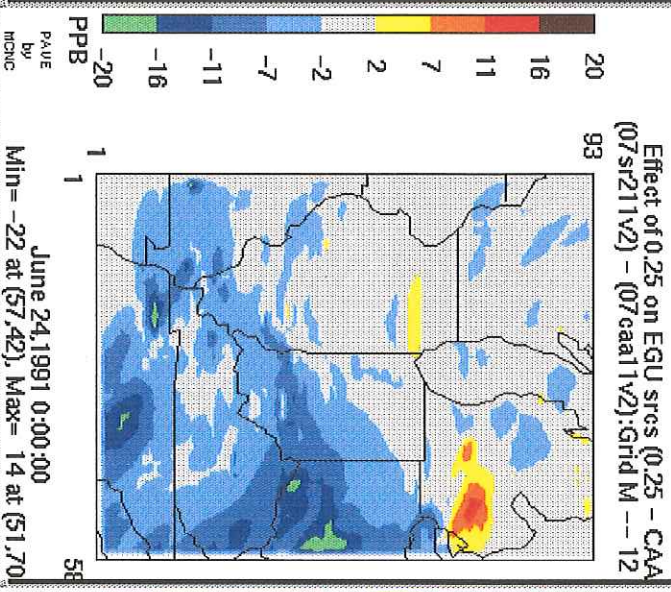 Effect of 0.25 on EGU srcs (0.25 - CAA
(07sr211v2) - (07caa11v2):Grid M --- 12
20
16
11
7
2
-2
-7
-11
-16
-20
PPB
PAVE
by
MCNC
93
1
1
58
June 24,1991 0:00:00
Min= -22 at (57,42), Max= 14 at (51,70